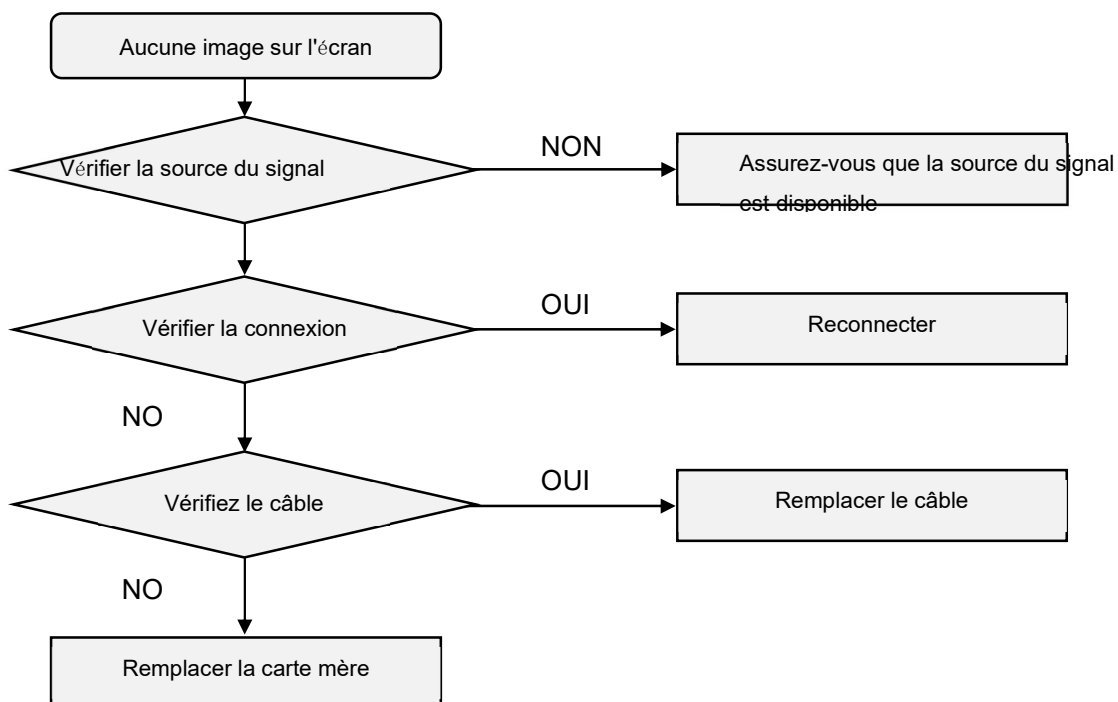 Aucune image sur l'écran
Vérifier la source du signal
NON
Assurez-vous que la source du signal
est disponible
Vérifier la connexion
OUI
Reconnecter
NO
Vérifiez le câble
OUI
Remplacer le câble
NO
Remplacer la carte mère